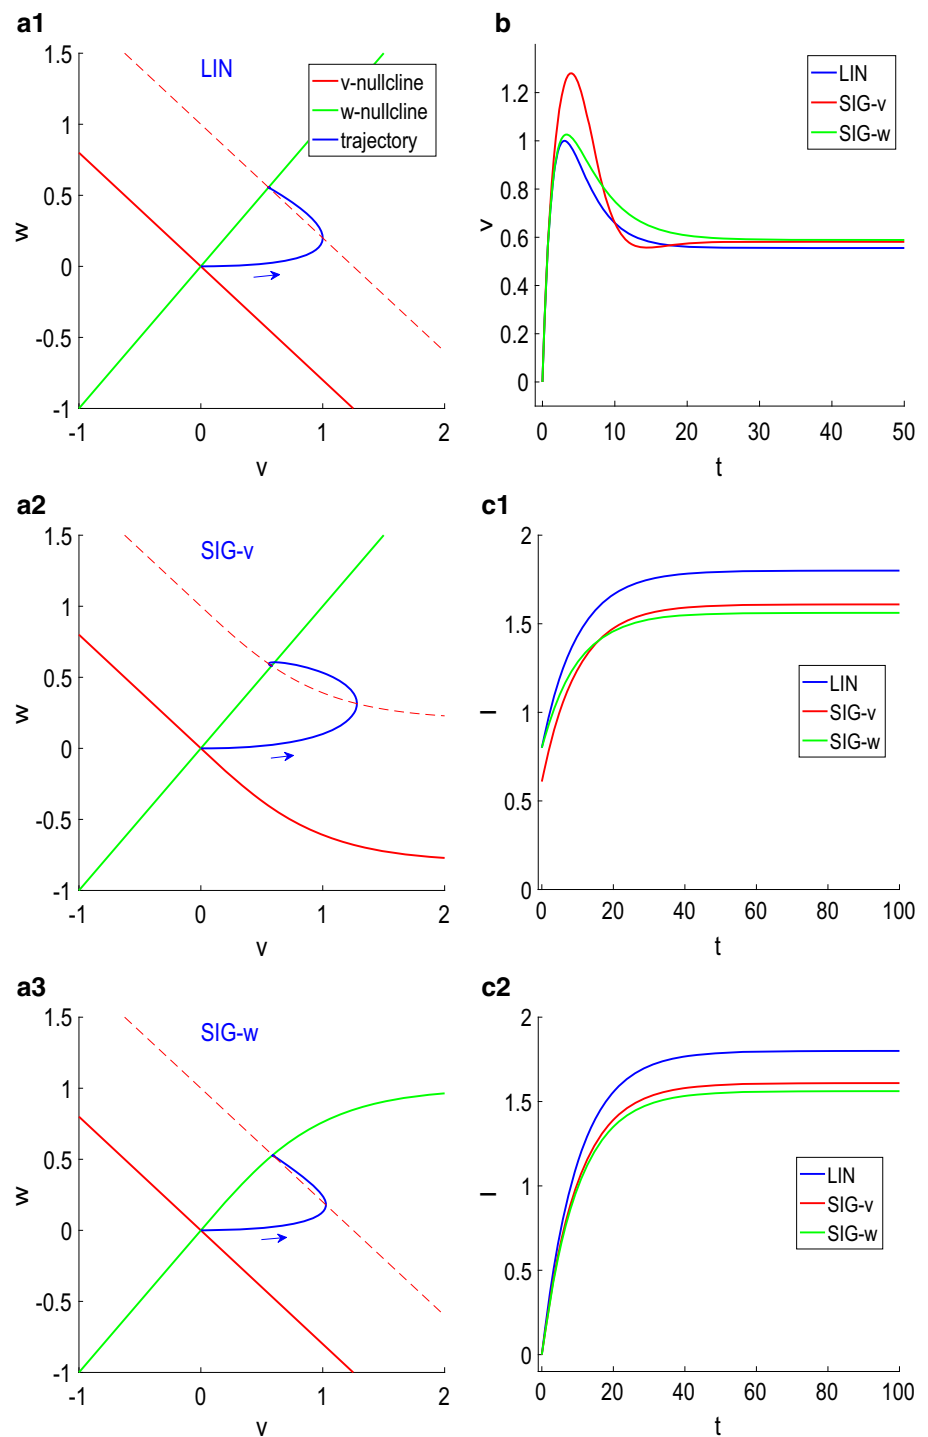 a1
LIN
v-nullcline
w-nullcline
trajectory
1.5
1
0.5
0
-0.5
-1
w
-1 0 1 2
v
b
LIN
SIG-v
SIG-w
1.2
1
0.8
0.6
0.4
0.2
0
v
0 10 20 30 40 50
t
a2
SIG-v
1.5
1
0.5
0
-0.5
-1
w
-1 0 1 2
v
c1
LIN
SIG-v
SIG-w
2
1.5
1
0.5
0
I
0 20 40 60 80 100
t
a3
SIG-w
1.5
1
0.5
0
-0.5
-1
w
-1 0 1 2
v
c2
LIN
SIG-v
SIG-w
2
1.5
1
0.5
0
I
0 20 40 60 80 100
t